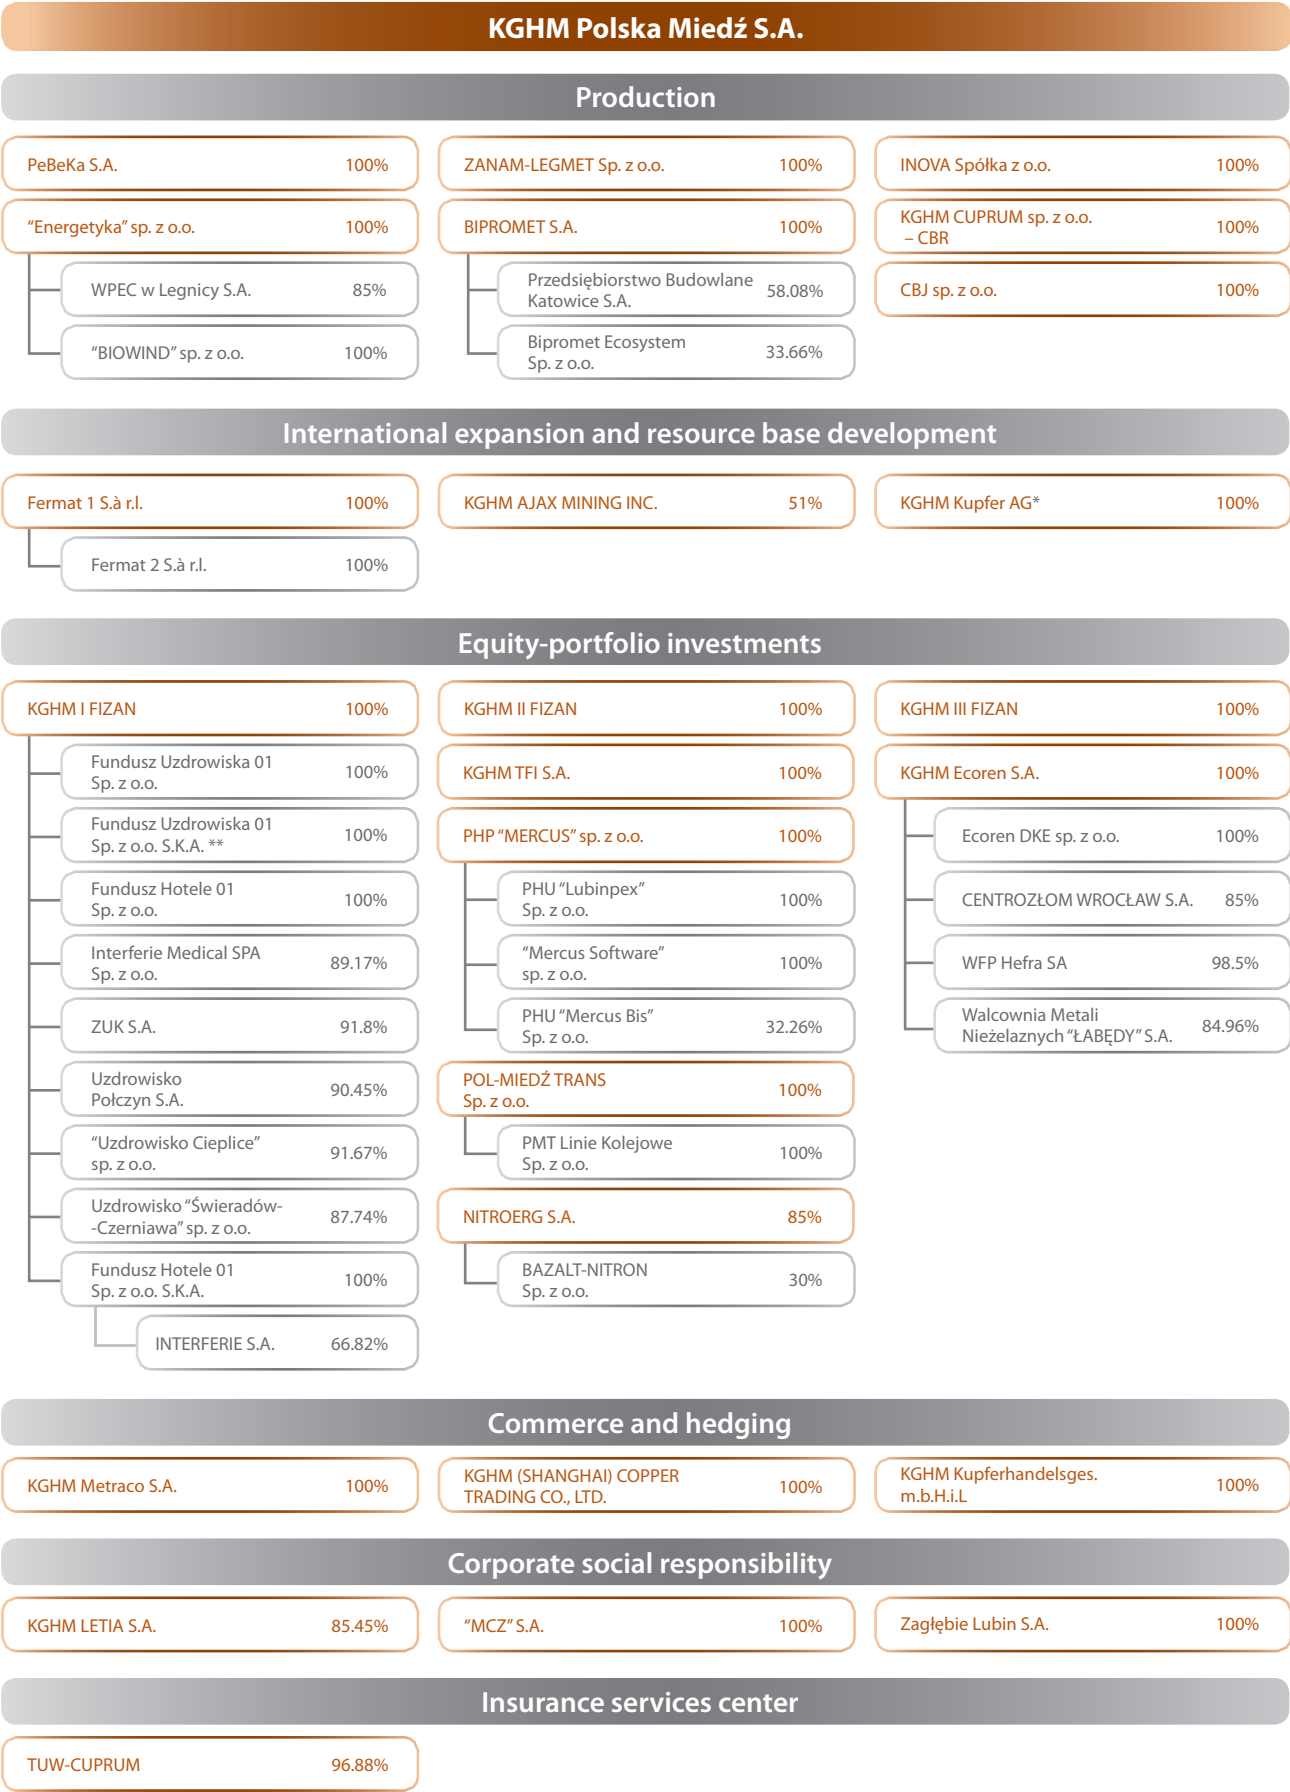 KGHM Polska Miedź S.A.
Production
PeBeKa S.A. 100%
ZANAM-LEGMET Sp. z o.o. 100%
INOVA Spółka z o.o. 100%
“Energetyka” sp. z o.o. 100%
BIPROMET S.A. 100%
KGHM CUPRUM sp. z o.o.
– CBR 100%
WPEC w Legnicy S.A. 85%
Przedsiębiorstwo Budowlane
Katowice S.A. 58.08%
CBJ sp. z o.o. 100%
“BIOWIND” sp. z o.o. 100%
Bipromet Ecosystem
Sp. z o.o. 33.66%
International expansion and resource base development
Fermat 1 S.à r.l. 100%
KGHM AJAX MINING INC. 51%
KGHM Kupfer AG* 100%
Fermat 2 S.à r.l. 100%
Equity-portfolio investments
KGHM I FIZAN 100%
Fundusz Uzdrowiska 01
Sp. z o.o. 100%
Fundusz Uzdrowiska 01
Sp. z o.o. S.K.A. ** 100%
Fundusz Hotele 01
Sp. z o.o. 100%
Interferie Medical SPA
Sp. z o.o. 89.17%
ZUK S.A. 91.8%
Uzdrowisko
Połczyn S.A. 90.45%
“Uzdrowisko Cieplice”
sp. z o.o. 91.67%
Uzdrowisko “Świeradów-
-Czerniawa” sp. z o.o. 87.74%
Fundusz Hotele 01
Sp. z o.o. S.K.A. 100%
INTERFERIE S.A. 66.82%
KGHM II FIZAN 100%
KGHM TFI S.A. 100%
PHP “MERCUS” sp. z o.o. 100%
PHU “Lubinpex”
Sp. z o.o. 100%
“Mercus Software”
sp. z o.o. 100%
PHU “Mercus Bis”
Sp. z o.o. 32.26%
POL-MIEDŹ TRANS
Sp. z o.o. 100%
PMT Linie Kolejowe
Sp. z o.o. 100%
NITROERG S.A. 85%
BAZALT-NITRON
Sp. z o.o. 30%
KGHM III FIZAN 100%
KGHM Ecoren S.A. 100%
Ecoren DKE sp. z o.o. 100%
CENTROZŁOM WROCŁAW S.A. 85%
WFP Hefra SA 98.5%
Walcownia Metali
Nieżelaznych “ŁABĘDY” S.A. 84.96%
Commerce and hedging
KGHM Metraco S.A. 100%
KGHM (SHANGHAI) COPPER
TRADING CO., LTD. 100%
KGHM Kupferhandelsges.
m.b.H.i.L 100%
Corporate social responsibility
KGHM LETIA S.A. 85.45%
“MCZ” S.A. 100%
Zagłębie Lubin S.A. 100%
Insurance services center
TUW-CUPRUM 96.88%